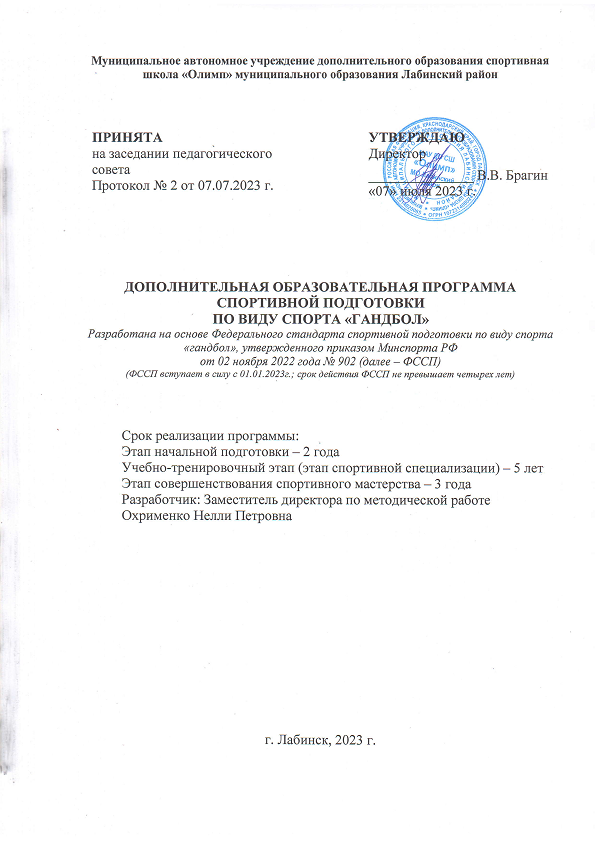 Муниципальное автономное учреждение дополнительного образования спортивная
школа «Олимп» муниципального образования Лабинский район
ПРИНЯТА
на заседании педагогического
совета
Протокол № 2 от 07.07.2023 г.
УТВЕРЖДАЮ
Директор
В.В. Брагин
«07» июля 2023 г.
ДОПОЛНИТЕЛЬНАЯ ОБРАЗОВАТЕЛЬНАЯ ПРОГРАММА
СПОРТИВНОЙ ПОДГОТОВКИ
ПО ВИДУ СПОРТА «ГАНДБОЛ»
Разработана на основе Федерального стандарта спортивной подготовки по виду спорта
«гандбол», утвержденного приказом Минспорта РФ
от 02 ноября 2022 года № 902 (далее – ФССП)
(ФССП вступает в силу с 01.01.2023г.; срок действия ФССП не превышает четырех лет)
Срок реализации программы:
Этап начальной подготовки – 2 года
Учебно-тренировочный этап (этап спортивной специализации) – 5 лет
Этап совершенствования спортивного мастерства – 3 года
Разработчик: Заместитель директора по методической работе
Охрименко Нелли Петровна
г. Лабинск, 2023 г.